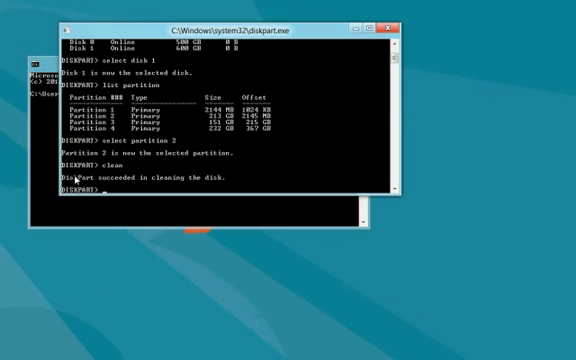 C:\Windows\system32\diskpart.exe
Disk 0 Online 500 GB 0 B
Disk 1 Online 600 GB 0 B
DISKPART> select disk 1
Disk 1 is now the selected disk.
DISKPART> list partition
Partition ### Type Size Offset
Partition 1 Primary 2144 MB 1024 KB
Partition 2 Primary 213 GB 2145 MB
Partition 3 Primary 151 GB 215 GB
Partition 4 Primary 232 GB 367 GB
DISKPART> select partition 2
Partition 2 is now the selected partition.
DISKPART> clean
DiskPart succeeded in cleaning the disk.
DISKPART> _
Microso
(c) 201
C:\User